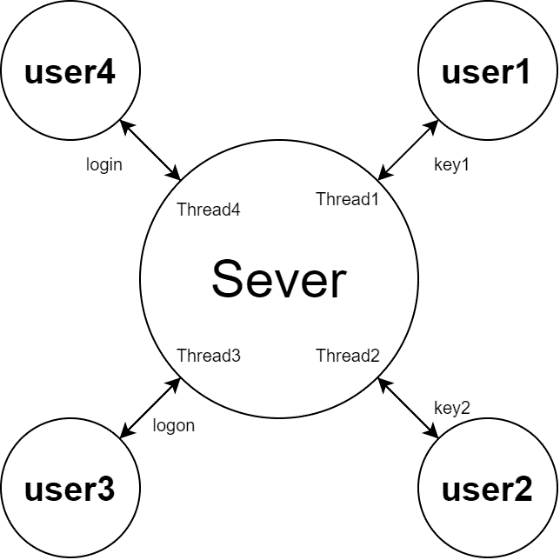 user4
user1
login
key1
Thread4
Thread1
Sever
Thread3
Thread2
logon
key2
user3
user2